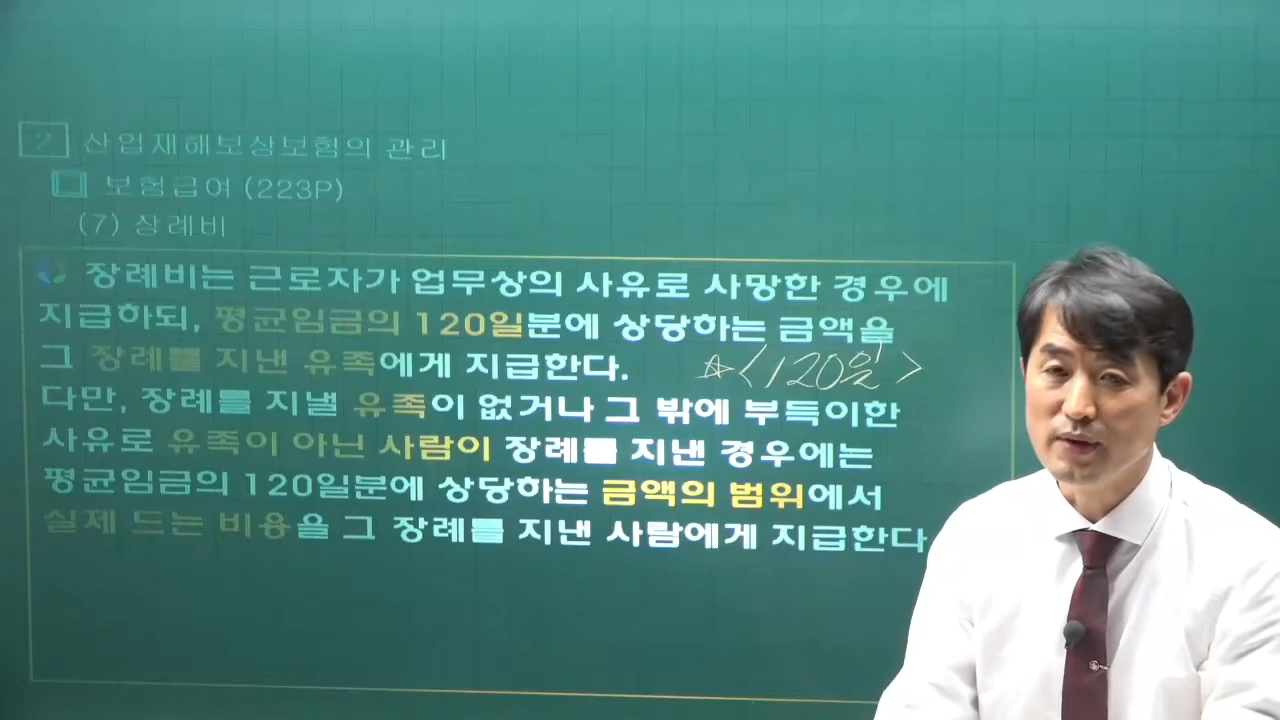 2 산업재해보상보험의 관리
보험급여 (223P)
(7) 장례비
장례비는 근로자가 업무상의 사유로 사망한 경우에
지급하되, 평균임금의 120일분에 상당하는 금액을
그 장례를 지낸 유족에게 지급한다.
☆<120일>
다만, 장례를 지낼 유족이 없거나 그 밖에 부득이한
사유로 유족이 아닌 사람이 장례를 지낸 경우에는
평균임금의 120일분에 상당하는 금액의 범위에서
실제 드는 비용을 그 장례를 지낸 사람에게 지급한다